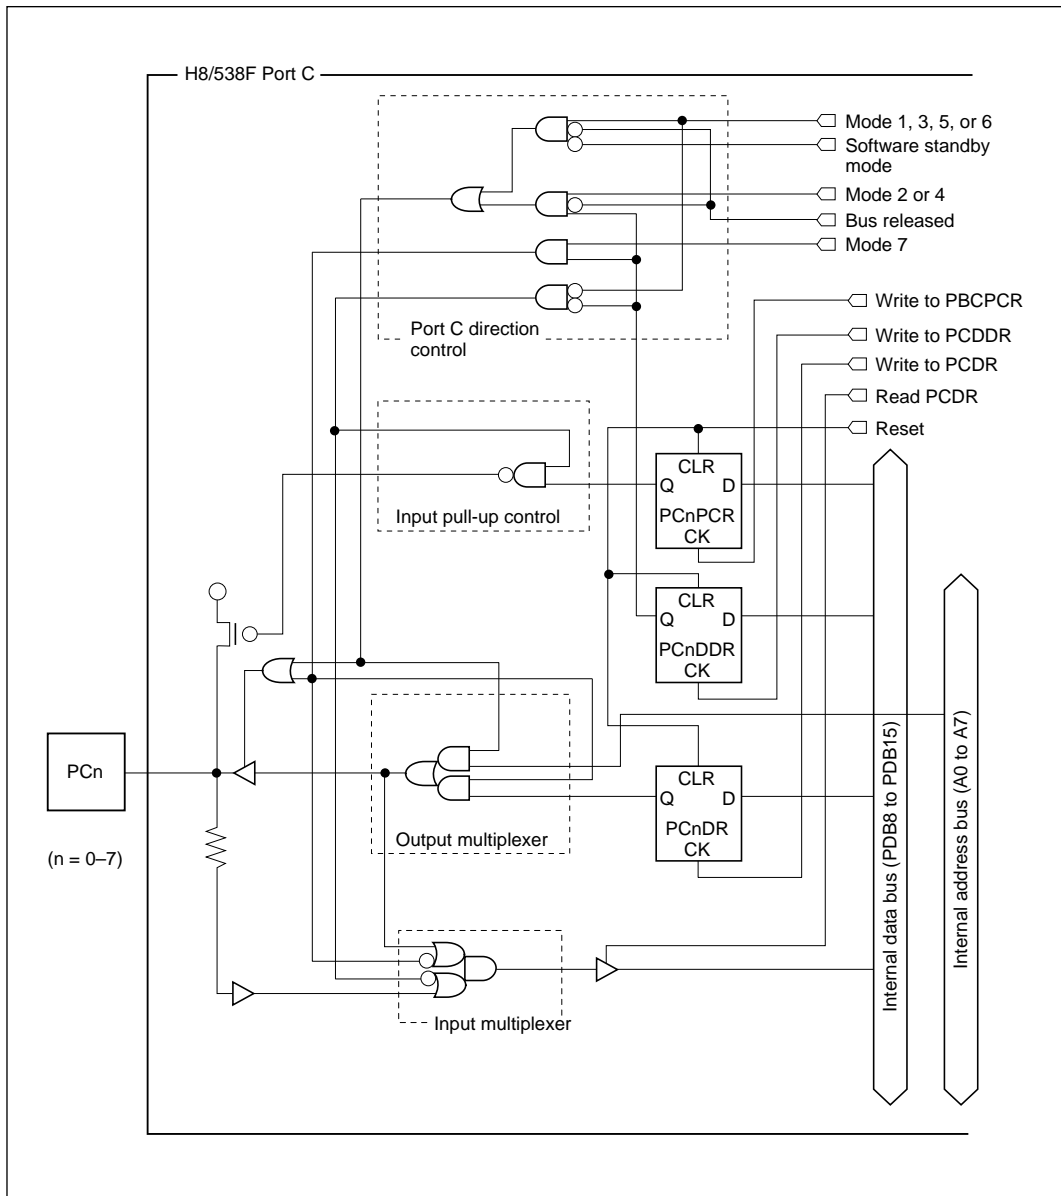 H8/538F Port C
Mode 1, 3, 5, or 6
Software standby
mode
Mode 2 or 4
Bus released
Mode 7
Port C direction
control
Write to PBCPCR
Write to PCDDR
Write to PCDR
Read PCDR
Reset
CLR
Q D
PCnPCR
CK
Input pull-up control
CLR
Q D
PCnDDR
CK
CLR
Q D
PCnDR
CK
Output multiplexer
PCn
(n = 0–7)
Input multiplexer
Internal data bus (PDB8 to PDB15)
Internal address bus (A0 to A7)